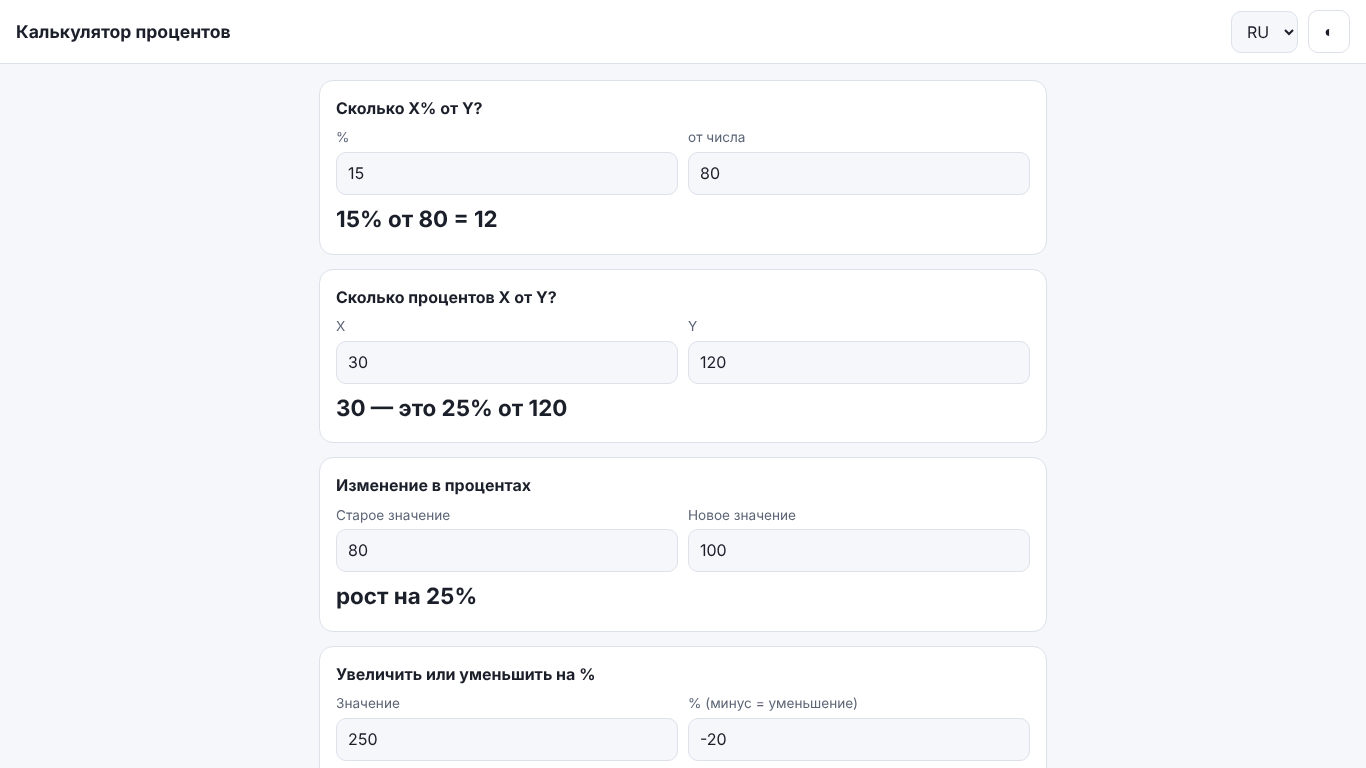 Калькулятор процентов
RU
Сколько X% от Y?
% от числа
15 80
15% от 80 = 12
Сколько процентов X от Y?
X Y
30 120
30 — это 25% от 120
Изменение в процентах
Старое значение Новое значение
80 100
рост на 25%
Увеличить или уменьшить на %
Значение % (минус = уменьшение)
250 -20